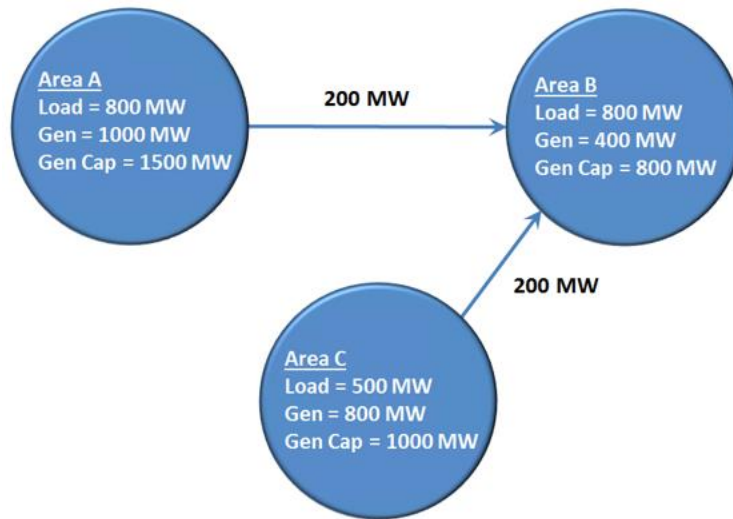 Area A
Load = 800 MW
Gen = 1000 MW
Gen Cap = 1500 MW
200 MW
Area B
Load = 800 MW
Gen = 400 MW
Gen Cap = 800 MW
200 MW
Area C
Load = 500 MW
Gen = 800 MW
Gen Cap = 1000 MW